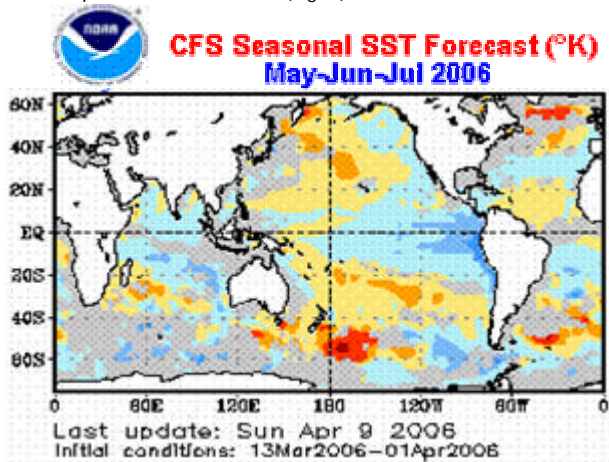 NOAA
CFS Seasonal SST Forecast (°K)
May-Jun-Jul 2006
60N
40N
20N
EQ
20S
40S
60S
0 60E 120E 180 120W 60W 0
Last update: Sun Apr 9 2006
Initial conditions: 13Mar2006-01Apr2006